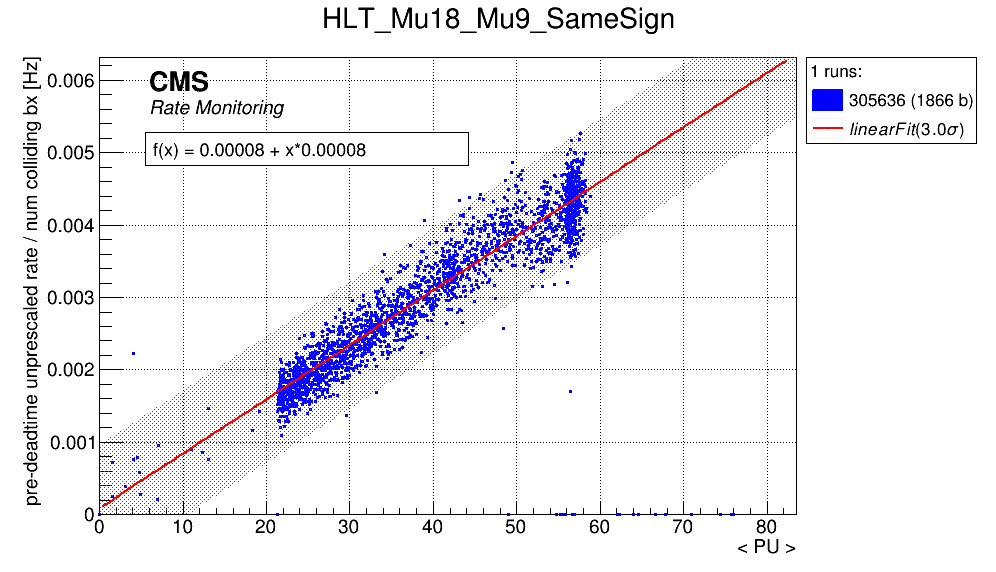 HLT_Mu18_Mu9_SameSign
pre-deadtime unprescaled rate / num colliding bx [Hz]
0.006
0.005
0.004
0.003
0.002
0.001
0
CMS
Rate Monitoring
f(x) = 0.00008 + x*0.00008
0 10 20 30 40 50 60 70 80
< PU >
1 runs:
305636 (1866 b)
linearFit(3.0σ)